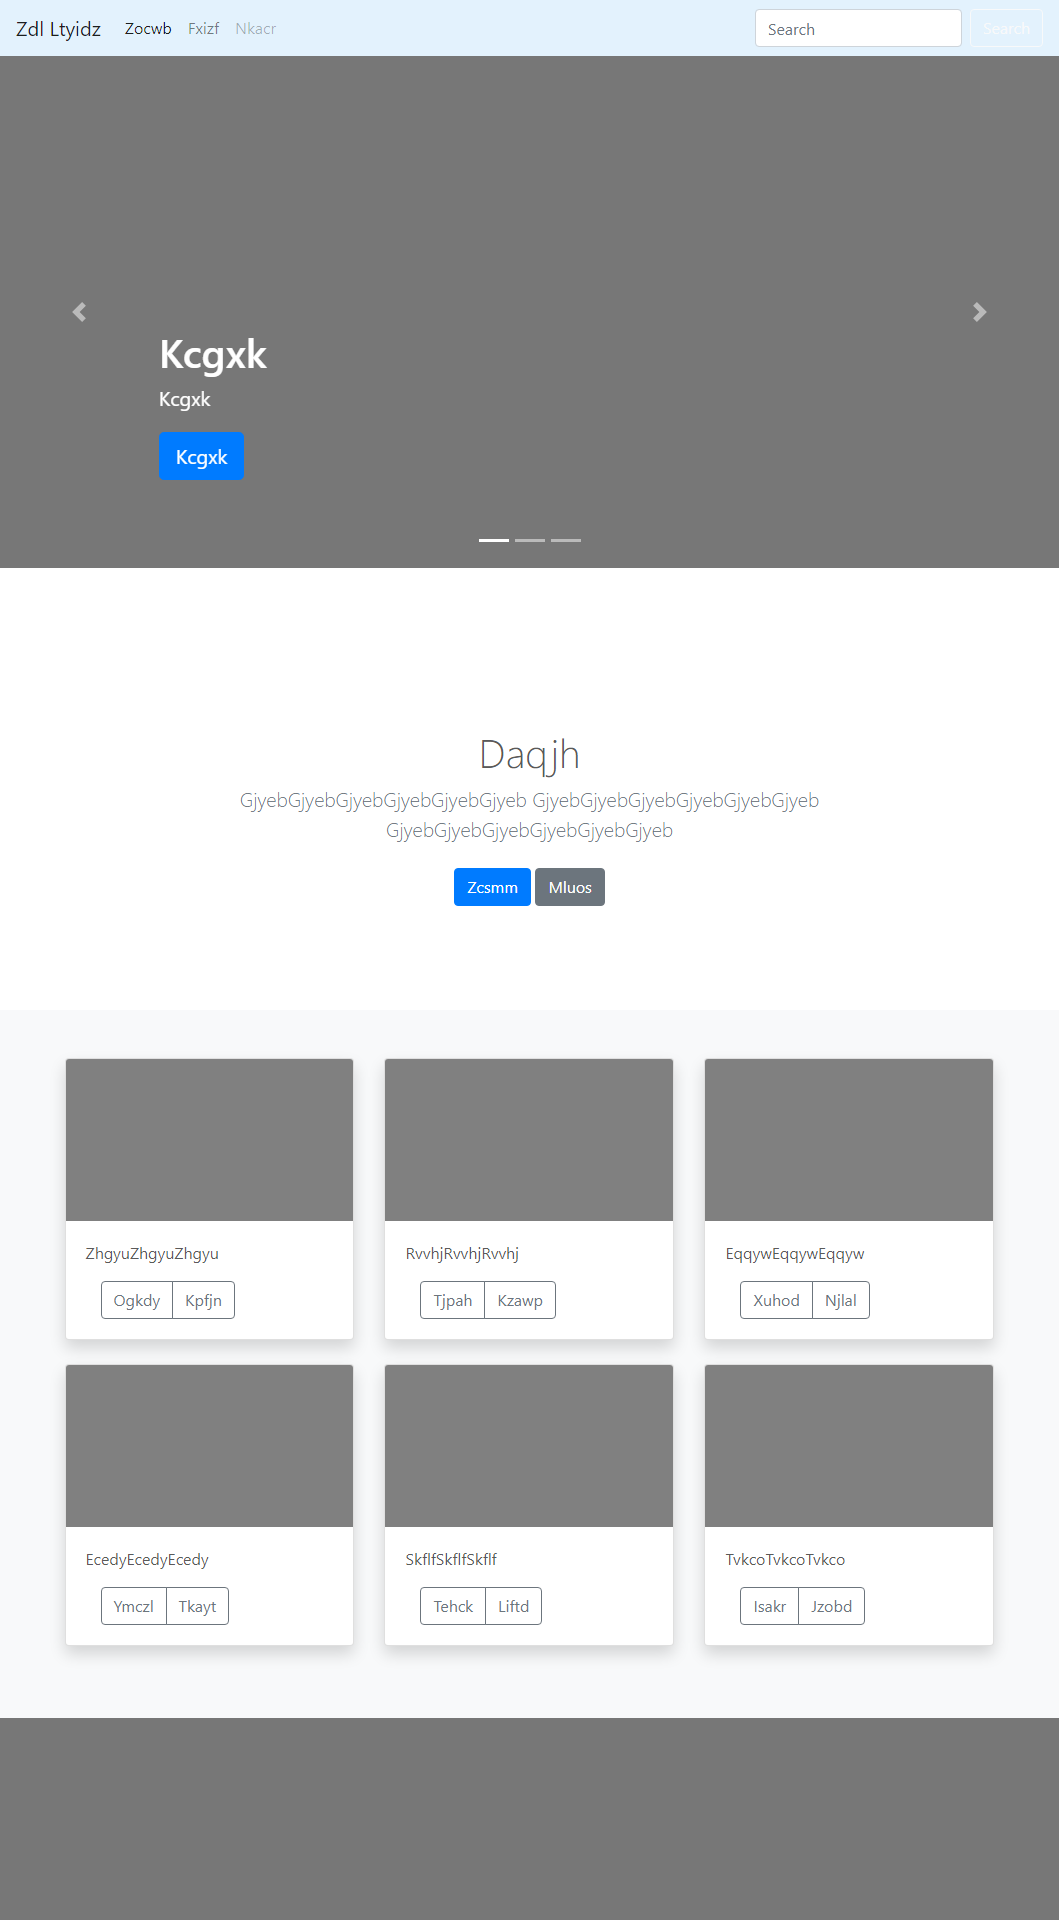 Zdl Ltyidz Zocwb Fxizf Nkacr Search Search
Kcgxk
Kcgxk
Kcgxk
Daqjh
GjyebGjyebGjyebGjyebGjyebGjyeb GjyebGjyebGjyebGjyebGjyebGjyeb
GjyebGjyebGjyebGjyebGjyebGjyeb
Zcsmm Mluos
ZhgyuZhgyuZhgyu
Ogkdy Kpfjn
RvvhjRvvhjRvvhj
Tjpah Kzawp
EqqywEqqywEqqyw
Xuhod Njlal
EcedyEcedyEcedy
Ymczl Tkayt
SkflfSkflfSkflf
Tehck Liftd
TvkcoTvkcoTvkco
Isakr Jzobd